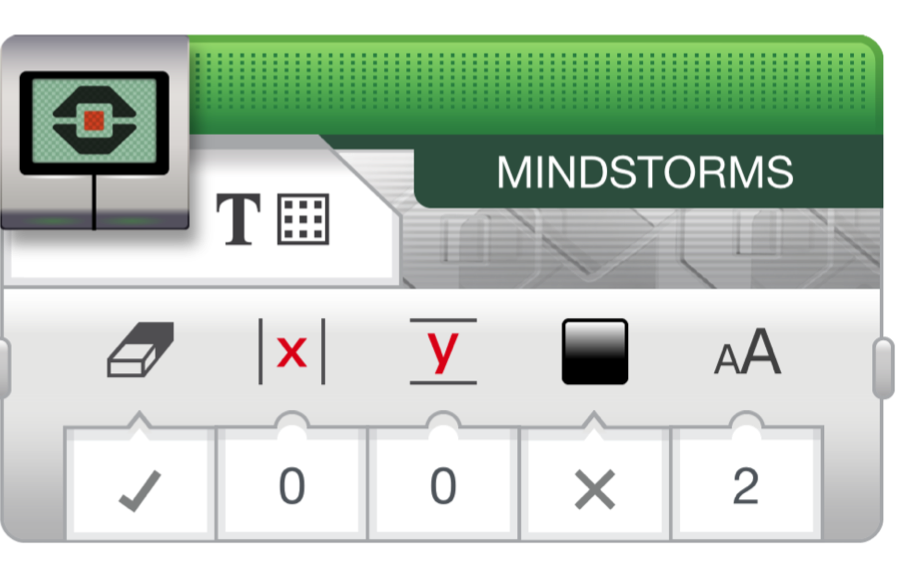 MINDSTORMS
T
x y AA
0 0 2